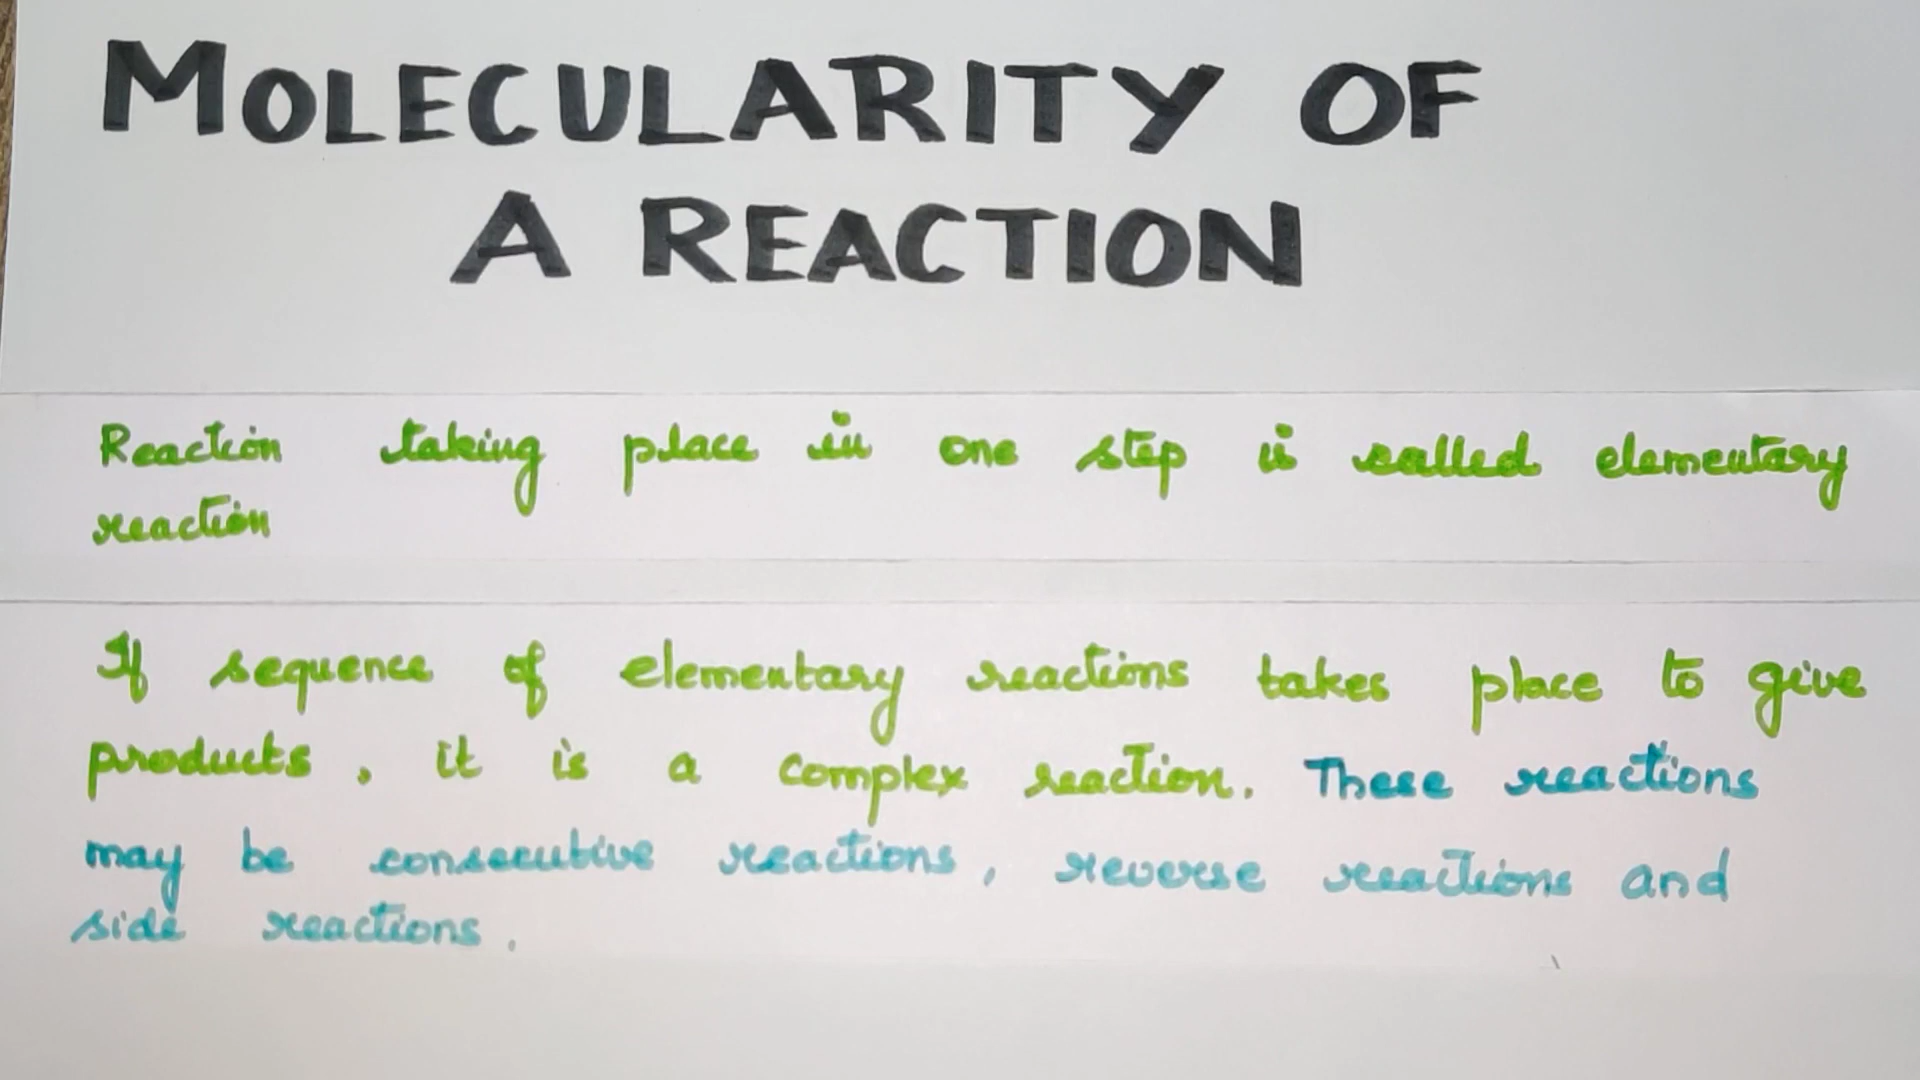 MOLECULARITY OF
A REACTION
Reaction taking place in one step is called elementary
reaction
If sequence of elementary reactions takes place to give
products, it is a complex reaction. These reactions
may be consecutive reactions, reverse reactions and
side reactions.